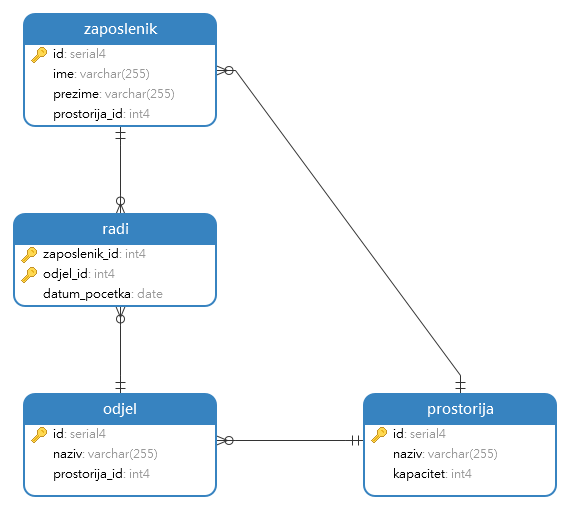 zaposlenik
id: serial4
ime: varchar(255)
prezime: varchar(255)
prostorija_id: int4
radi
zaposlenik_id: int4
odjel_id: int4
datum_pocetka: date
odjel
id: serial4
naziv: varchar(255)
prostorija_id: int4
prostorija
id: serial4
naziv: varchar(255)
kapacitet: int4